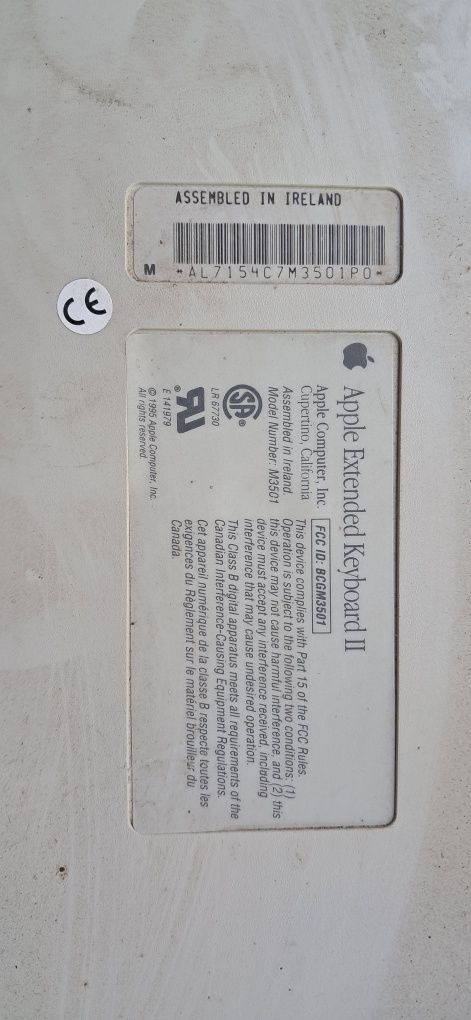 ASSEMBLED IN IRELAND
M *AL7154C7M3501P0*
CE
Apple Extended Keyboard II
Apple Computer, Inc.
Cupertino, California
Assembled in Ireland.
Model Number: M3501
LR 67730
E 141979
© 1995 Apple Computer, Inc.
All rights reserved.
FCC ID: BCGM3501
This device complies with Part 15 of the FCC Rules.
Operation is subject to the following two conditions: (1)
this device may not cause harmful interference, and (2) this
device must accept any interference received, including
interference that may cause undesired operation.
This Class B digital apparatus meets all requirements of the
Canadian Interference-Causing Equipment Regulations.
Cet appareil numérique de la classe B respecte toutes les
exigences du Règlement sur le matériel brouilleur du
Canada.